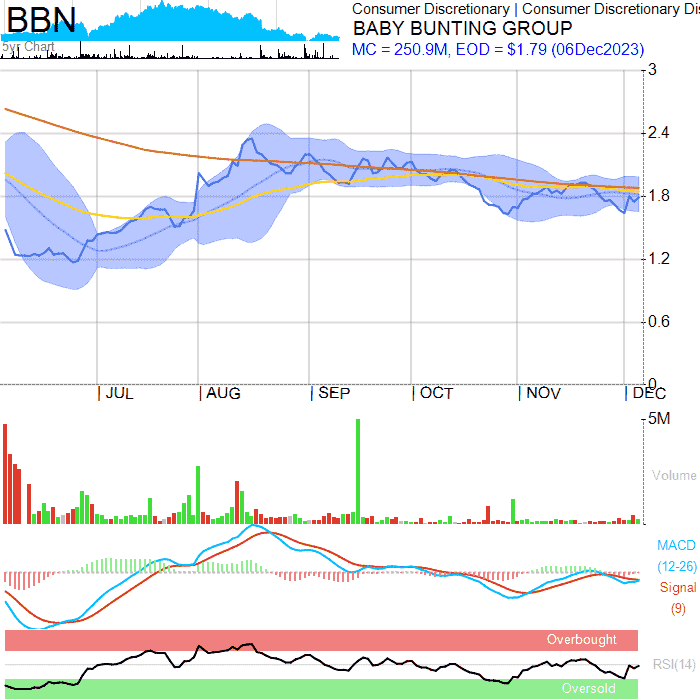 BBN
5yr Chart
Consumer Discretionary | Consumer Discretionary Dis
BABY BUNTING GROUP
MC = 250.9M, EOD = $1.79 (06Dec2023)
3
2.4
1.8
1.2
0.6
0
| JUL | AUG | SEP | OCT | NOV | DEC
5M
Volume
MACD
(12-26)
Signal
(9)
Overbought
RSI(14)
Oversold